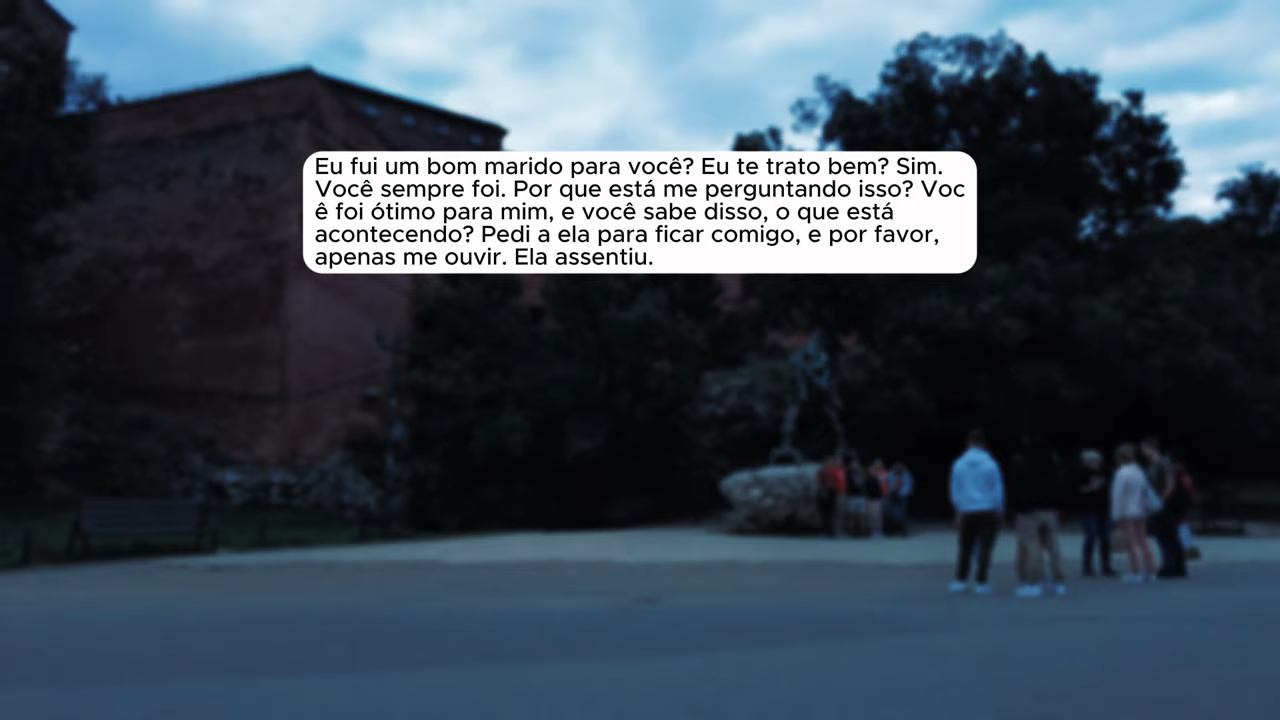 Eu fui um bom marido para você? Eu te trato bem? Sim.
Você sempre foi. Por que está me perguntando isso? Voc
ê foi ótimo para mim, e você sabe disso, o que está
acontecendo? Pedi a ela para ficar comigo, e por favor,
apenas me ouvir. Ela assentiu.